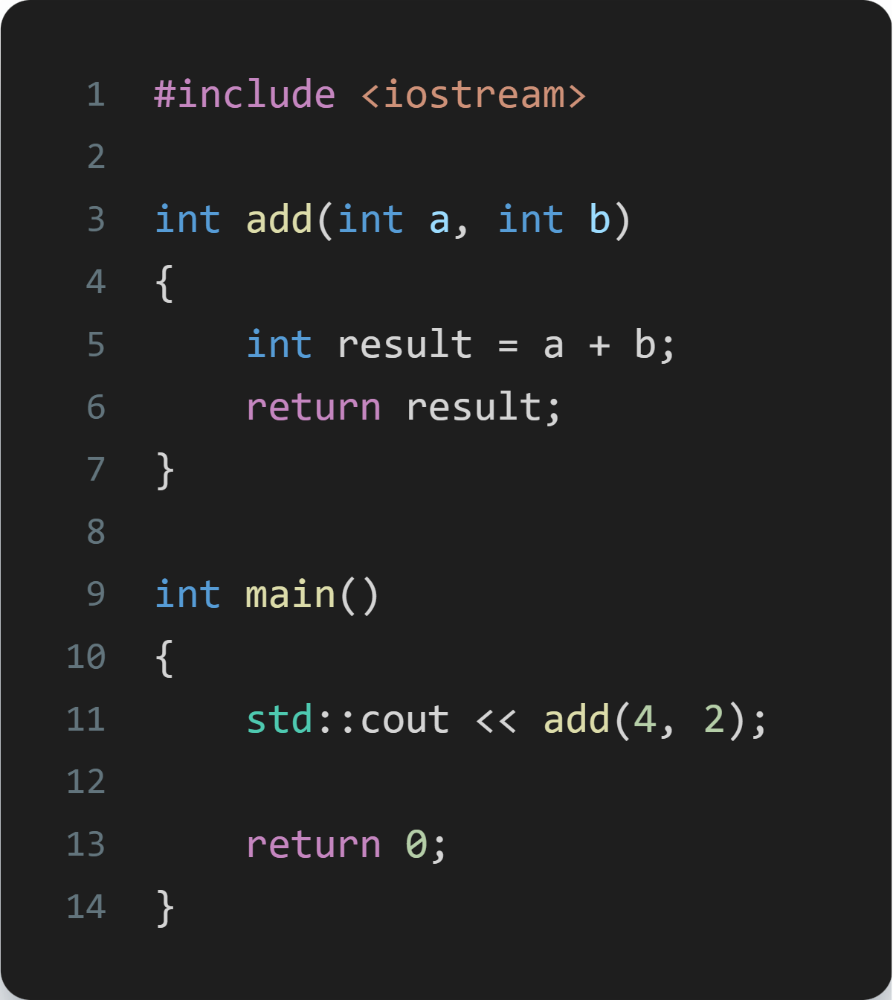 1 #include <iostream>
2
3 int add(int a, int b)
4 {
5     int result = a + b;
6     return result;
7 }
8
9 int main()
10 {
11     std::cout << add(4, 2);
12
13     return 0;
14 }